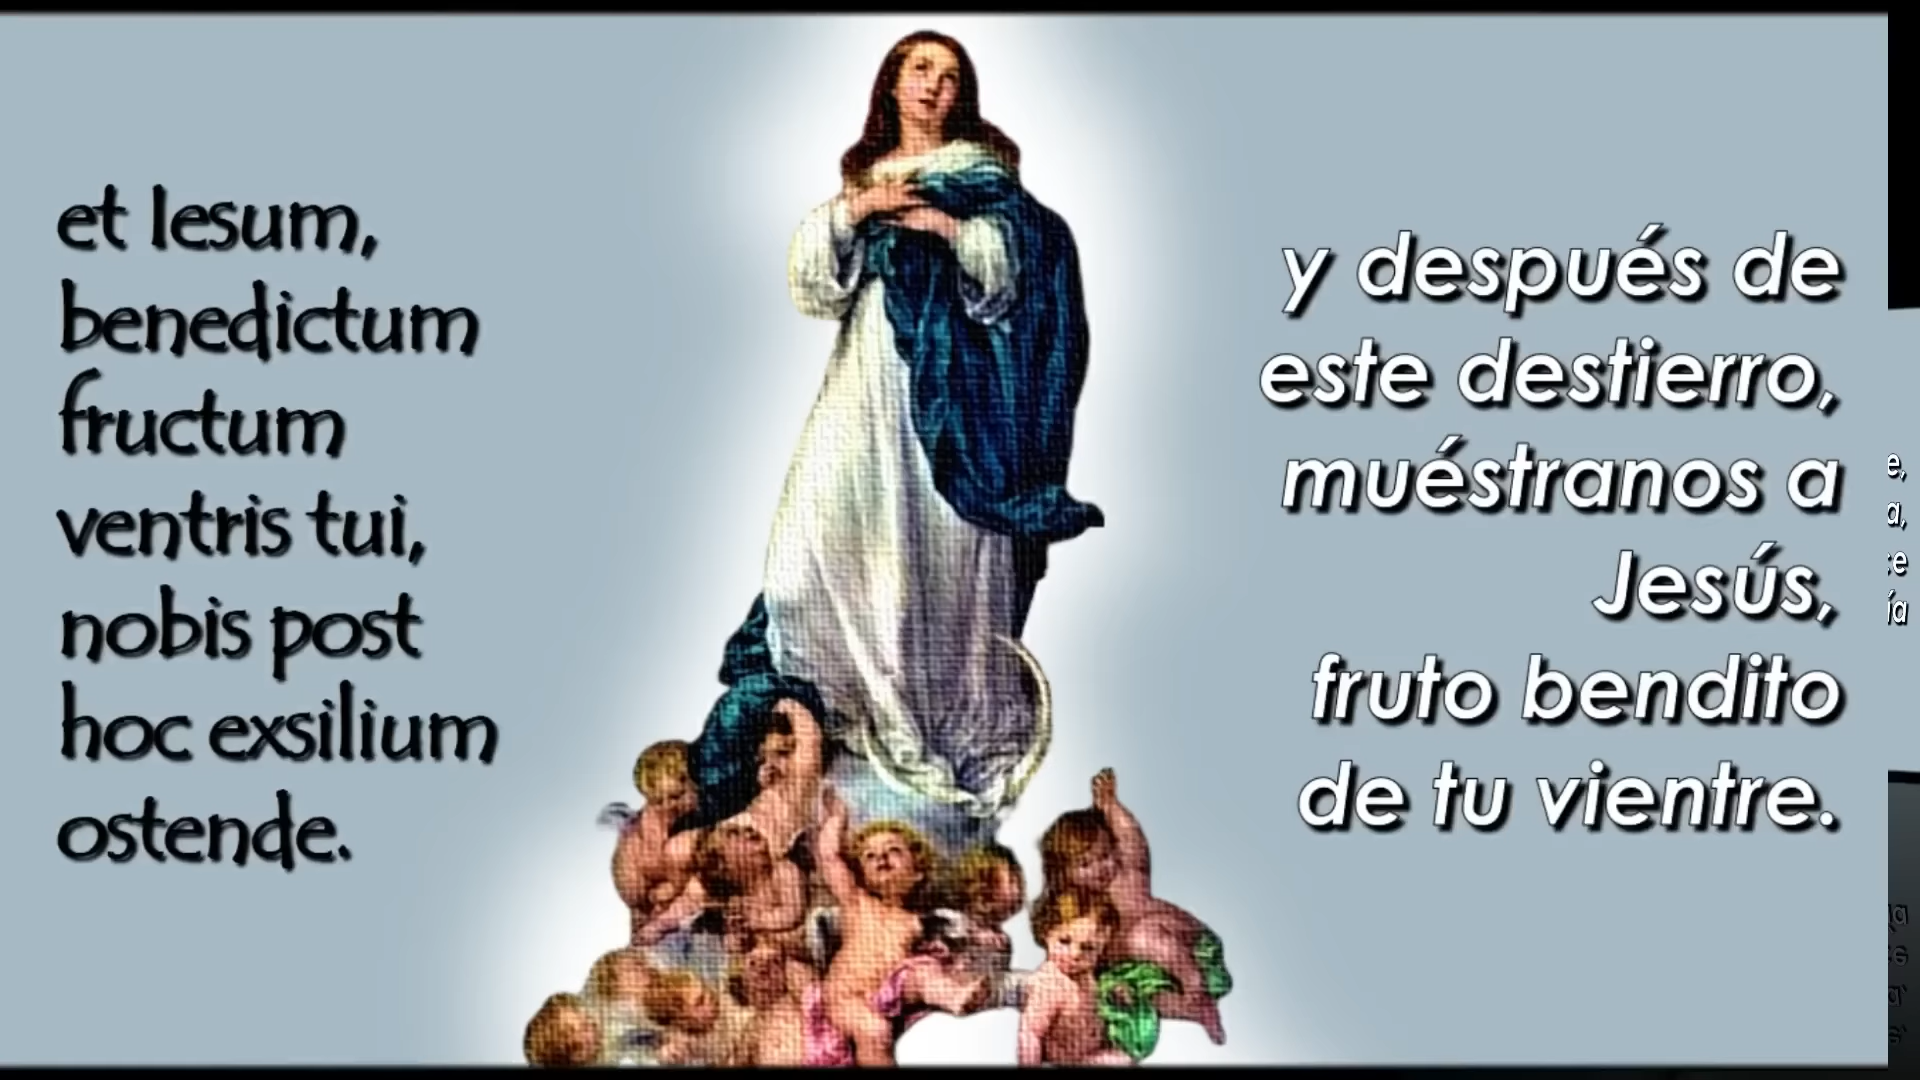 et Iesum,
benedictum
fructum
ventris tui,
nobis post
hoc exsilium
ostende.
y después de
este destierro,
muéstranos a
Jesús,
fruto bendito
de tu vientre.